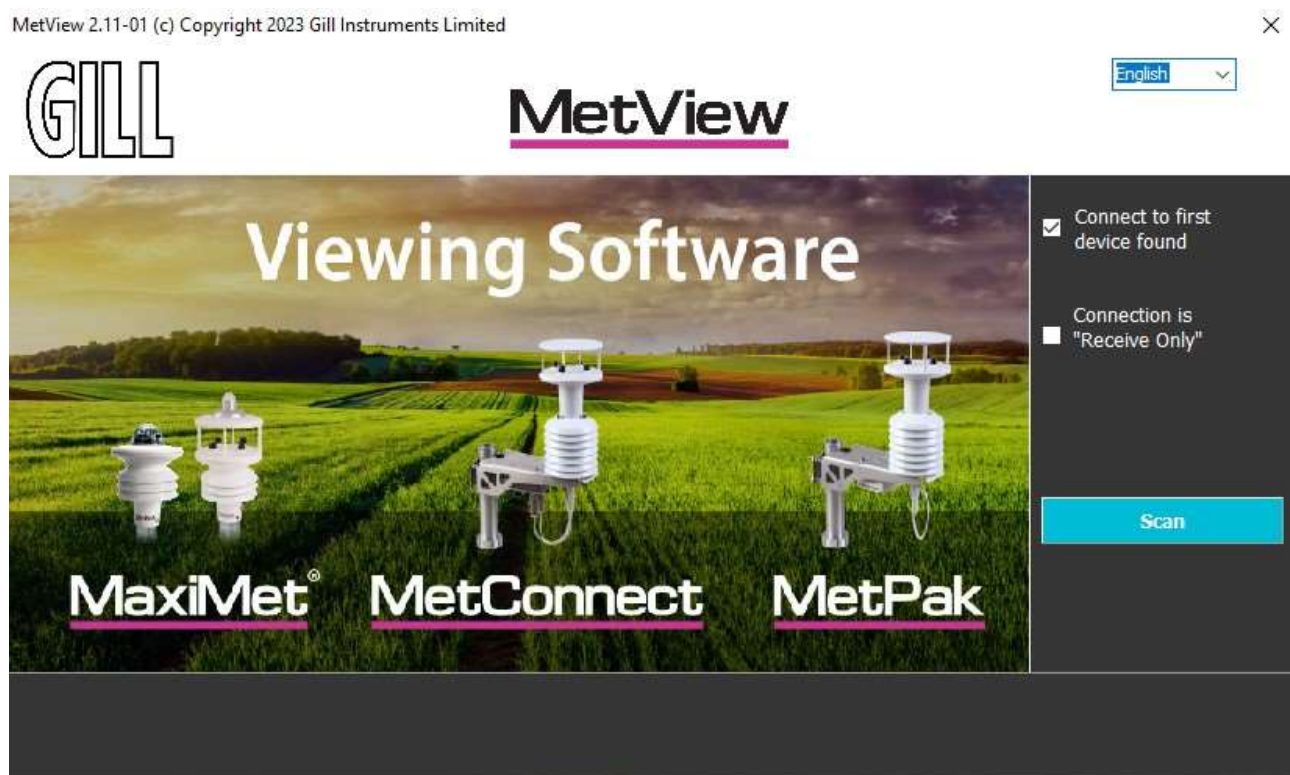 MetView 2.11-01 (c) Copyright 2023 Gill Instruments Limited
GILL
MetView
English
Viewing Software
Connect to first
device found
Connection is
"Receive Only"
Scan
MaxiMet®
MetConnect
MetPak